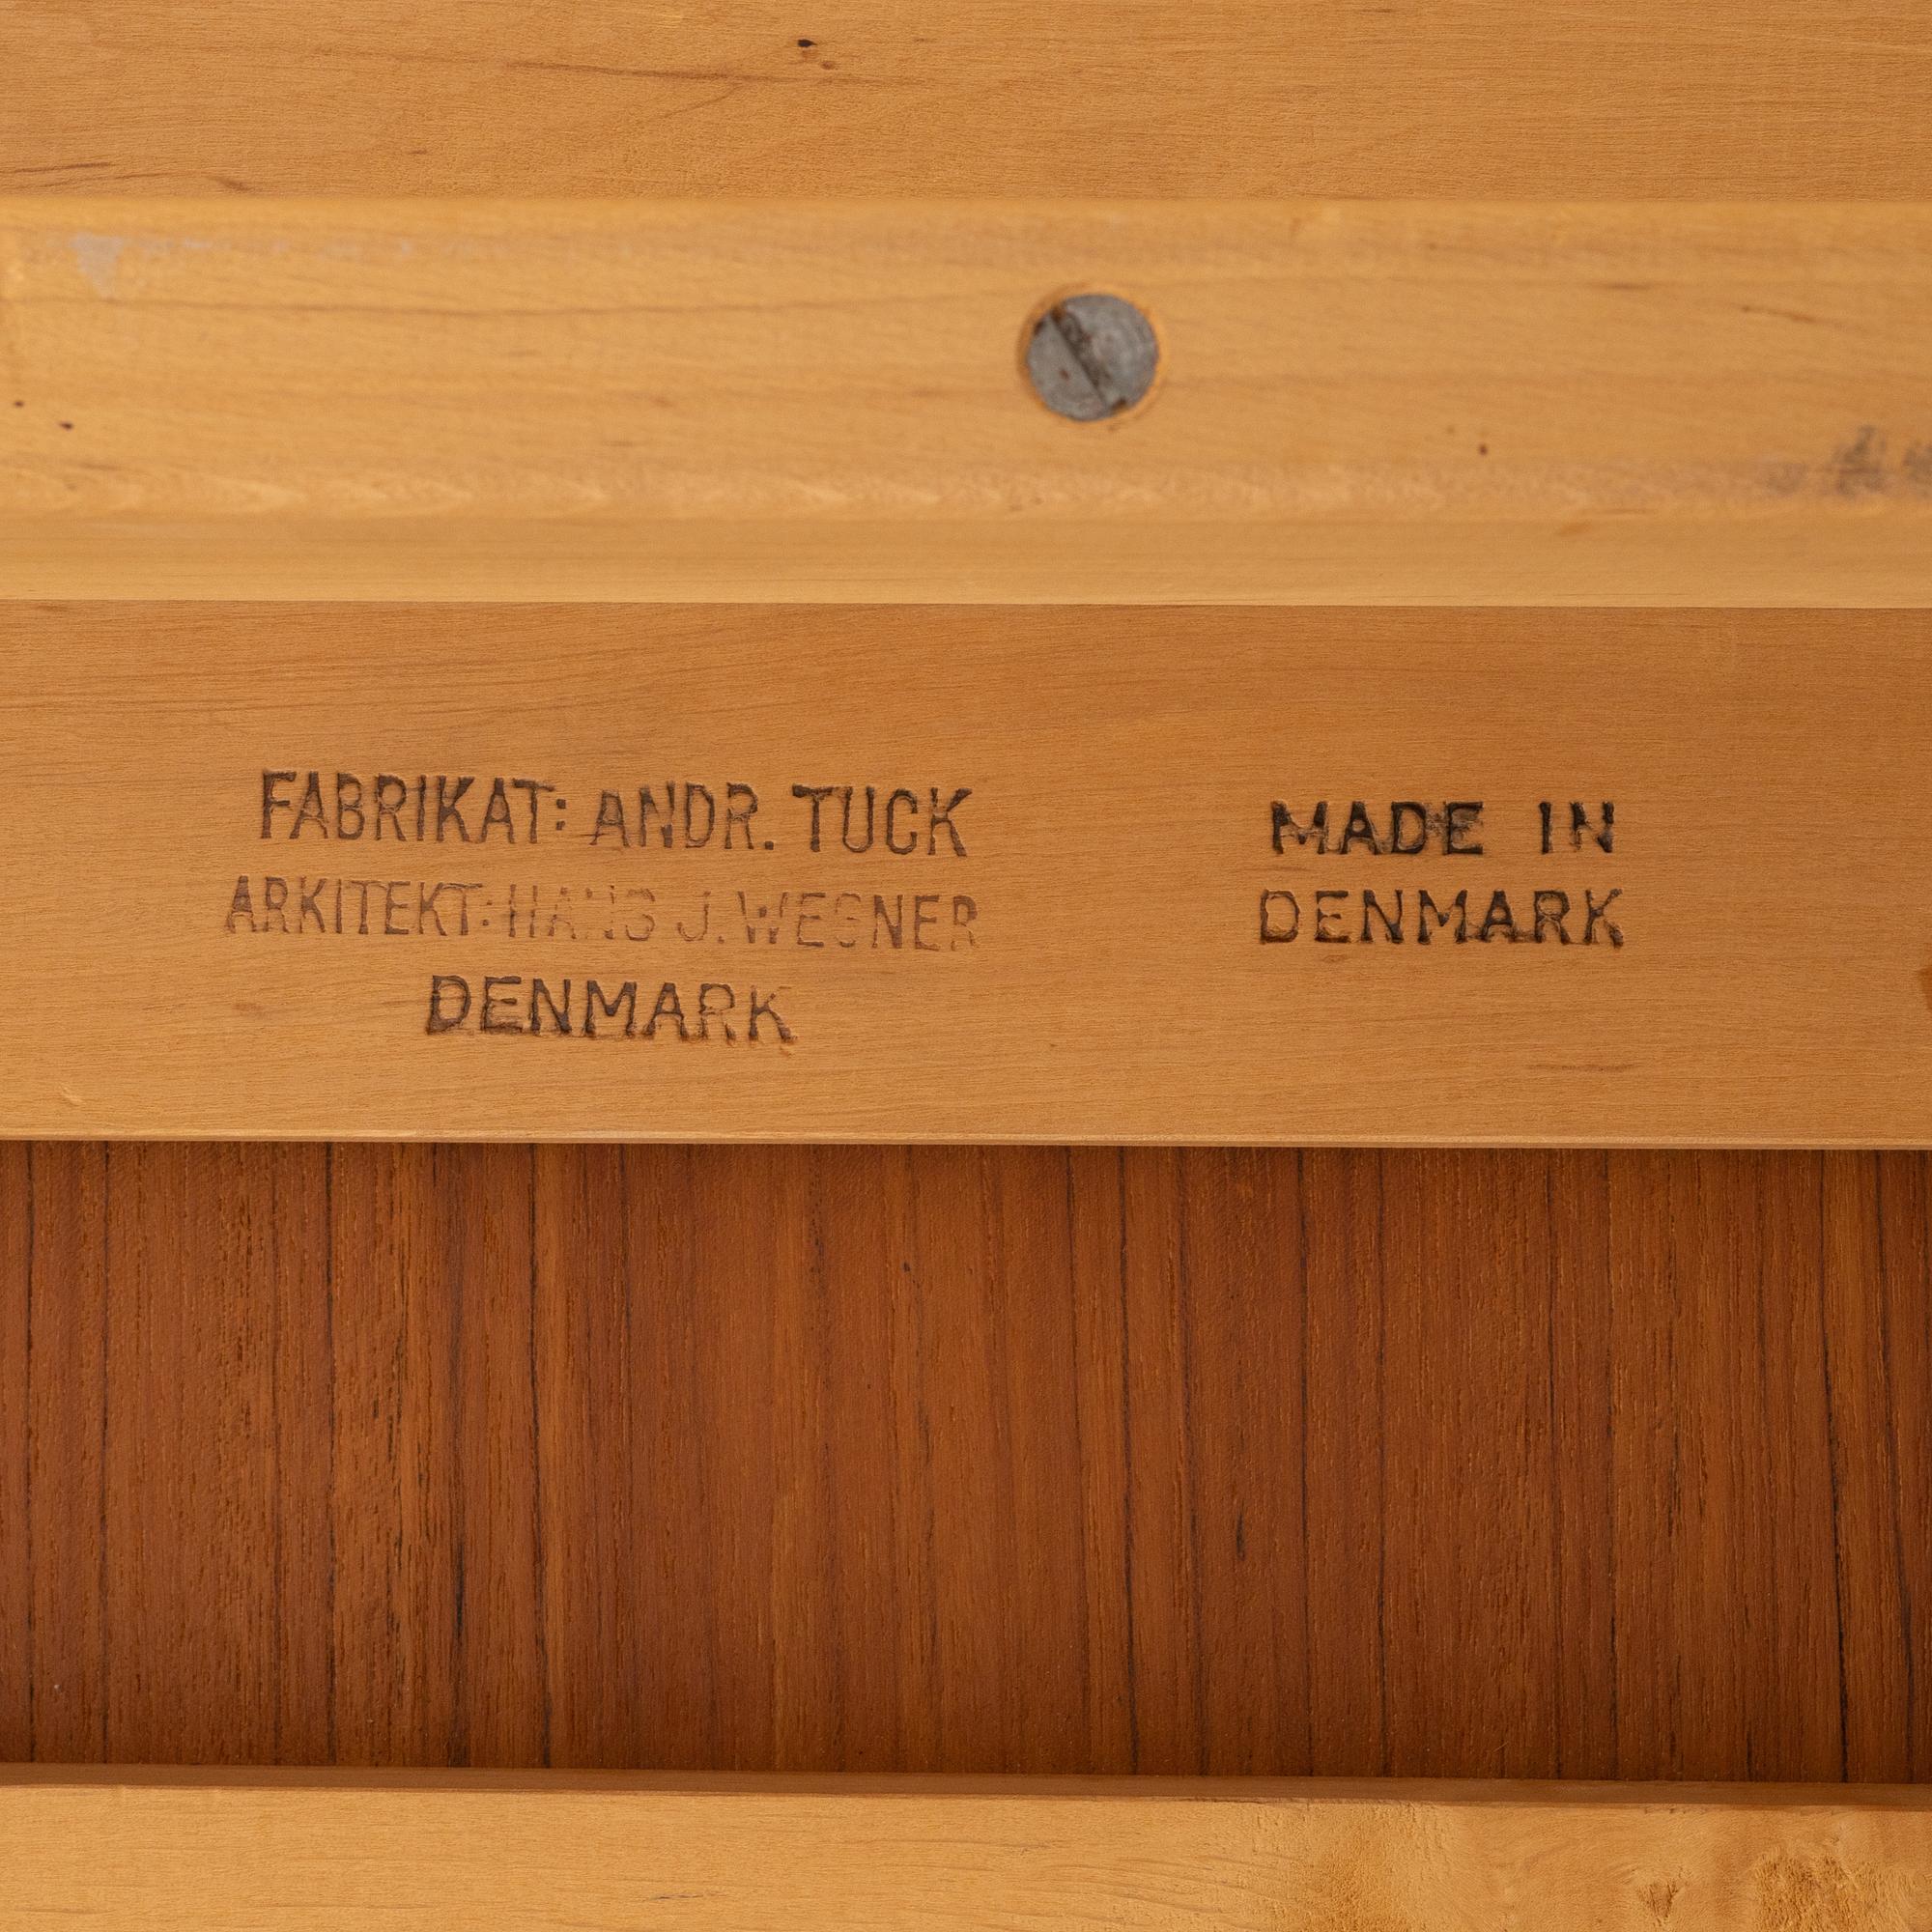 FABRIKAT: ANDR. TUCK
ARKITEKT: HANS J. WEGNER
DENMARK
MADE IN
DENMARK